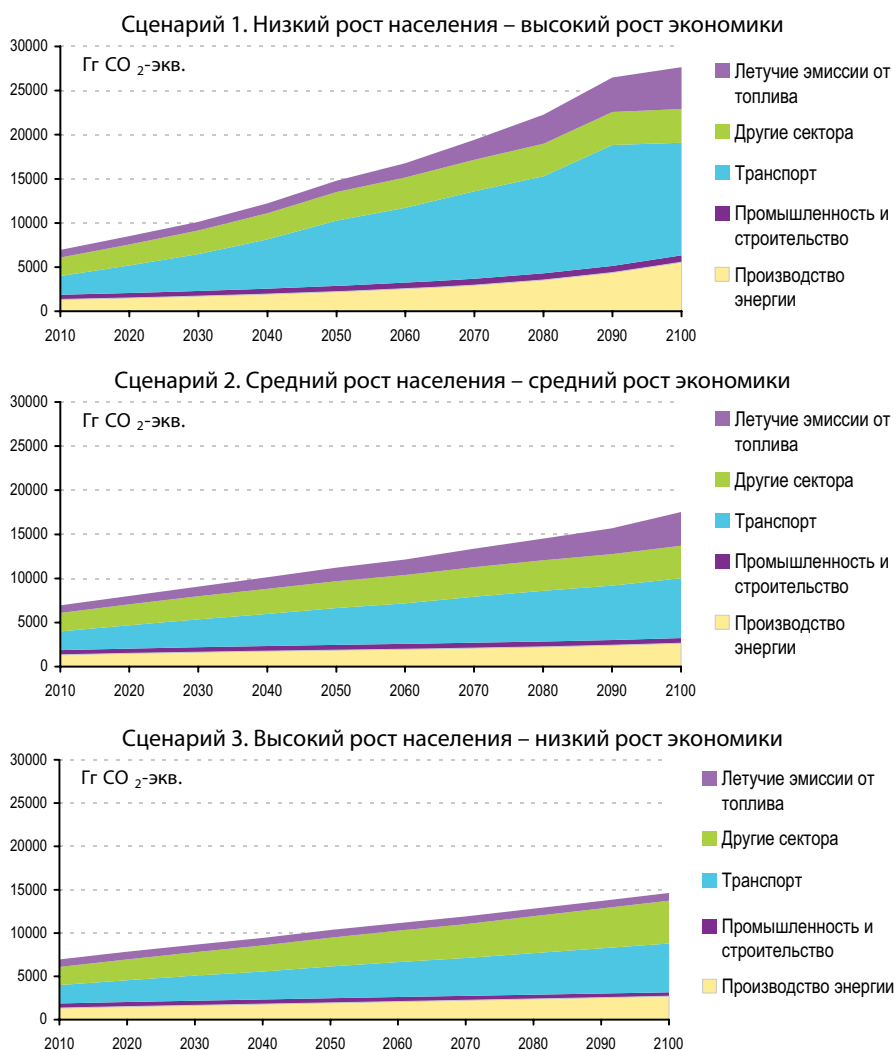 Сценарий 1. Низкий рост населения – высокий рост экономики
30000
Гг CO 2-экв.
25000
20000
15000
10000
5000
0
2010 2020 2030 2040 2050 2060 2070 2080 2090 2100
Летучие эмиссии от
топлива
Другие сектора
Транспорт
Промышленность и
строительство
Производство
энергии
Сценарий 2. Средний рост населения – средний рост экономики
30000
Гг CO 2-экв.
25000
20000
15000
10000
5000
0
2010 2020 2030 2040 2050 2060 2070 2080 2090 2100
Летучие эмиссии от
топлива
Другие сектора
Транспорт
Промышленность и
строительство
Производство
энергии
Сценарий 3. Высокий рост населения – низкий рост экономики
30000
Гг CO 2-экв.
25000
20000
15000
10000
5000
0
2010 2020 2030 2040 2050 2060 2070 2080 2090 2100
Летучие эмиссии от
топлива
Другие сектора
Транспорт
Промышленность и
строительство
Производство энергии